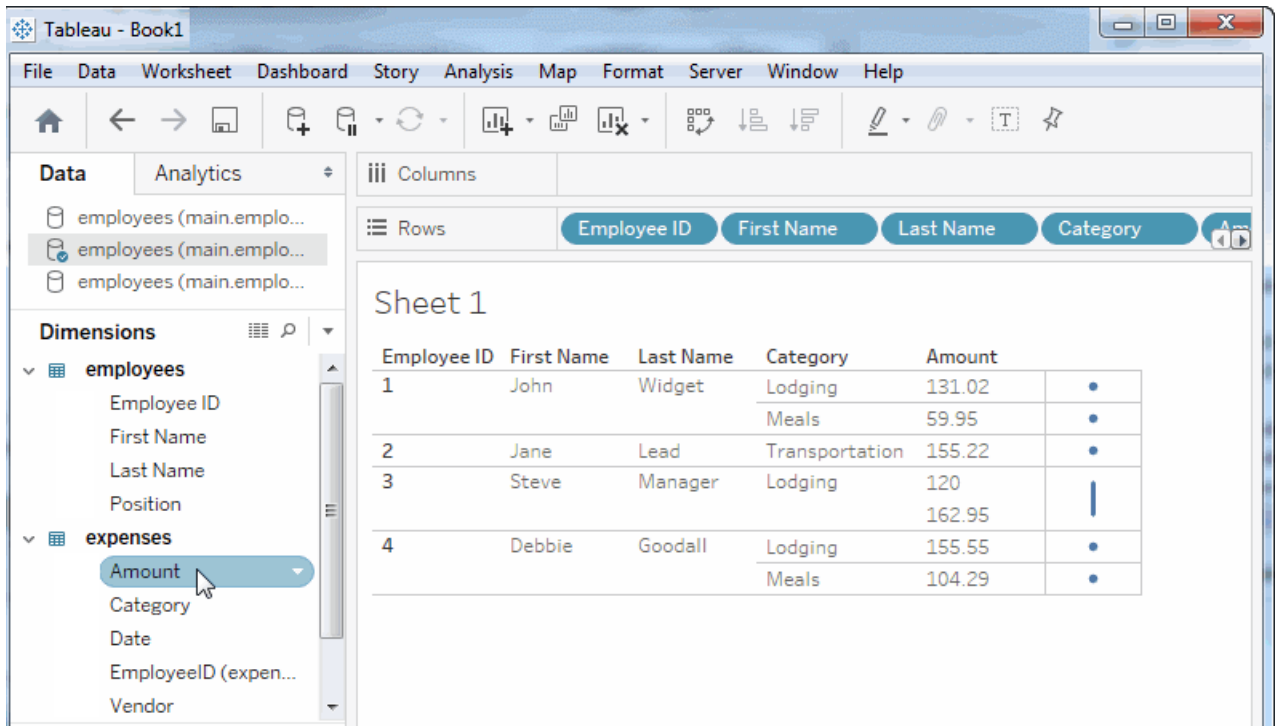 Tableau - Book1
File Data Worksheet Dashboard Story Analysis Map Format Server Window Help
Data Analytics
employees (main.emplo...
employees (main.emplo...
employees (main.emplo...
Dimensions
employees
Employee ID
First Name
Last Name
Position
expenses
Amount
Category
Date
EmployeeID (expen...
Vendor
Columns
Rows Employee ID First Name Last Name Category
Sheet 1
Employee ID First Name Last Name Category Amount
1 John Widget Lodging 131.02
Meals 59.95
2 Jane Lead Transportation 155.22
3 Steve Manager Lodging 120
162.95
4 Debbie Goodall Lodging 155.55
Meals 104.29